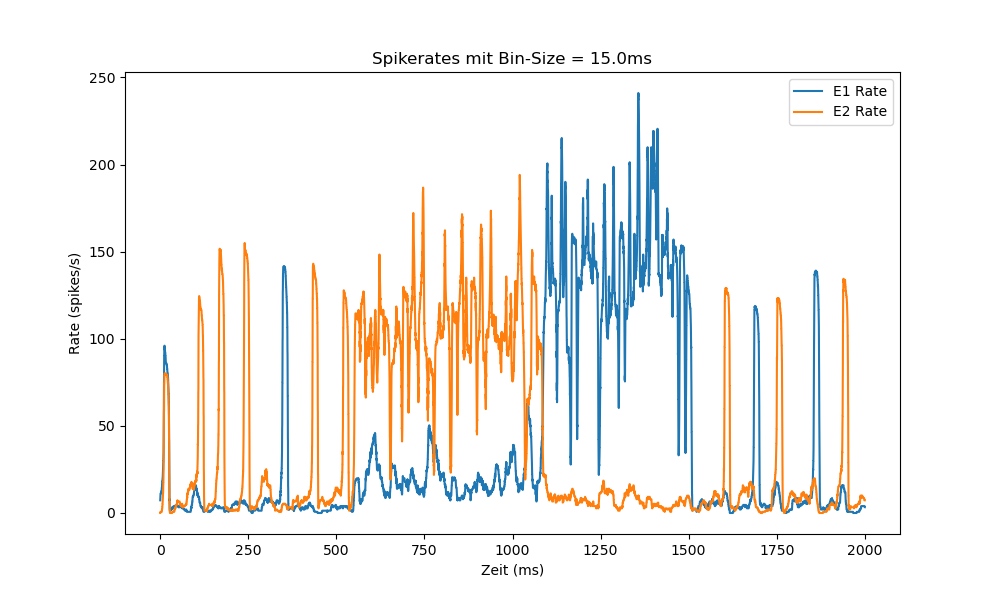 Spikerates mit Bin-Size = 15.0ms
E1 Rate
E2 Rate
250
200
150
100
50
0
Rate (spikes/s)
0 250 500 750 1000 1250 1500 1750 2000
Zeit (ms)